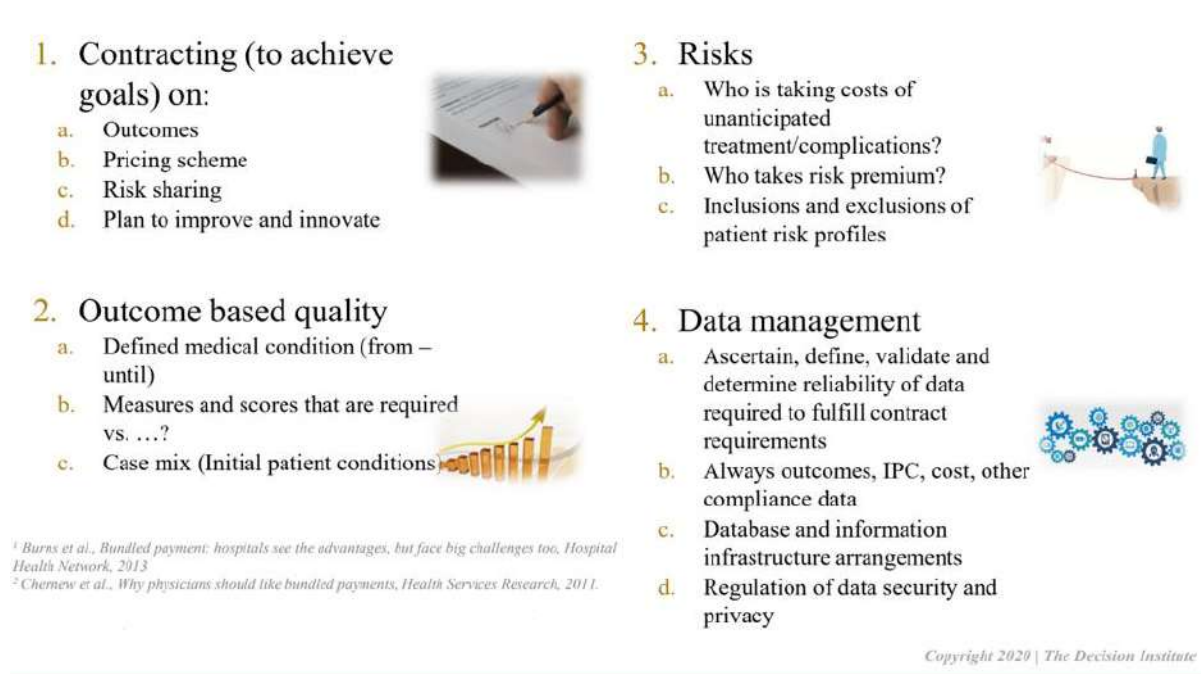 1. Contracting (to achieve
goals) on:
a. Outcomes
b. Pricing scheme
c. Risk sharing
d. Plan to improve and innovate
2. Outcome based quality
a. Defined medical condition (from –
until)
b. Measures and scores that are required
vs. …?
c. Case mix (Initial patient conditions)
¹ Burns et al., Bundled payment: hospitals see the advantages, but face big challenges too, Hospital
Health Network, 2013
² Chernew et al., Why physicians should like bundled payments, Health Services Research, 2011.
3. Risks
a. Who is taking costs of
unanticipated
treatment/complications?
b. Who takes risk premium?
c. Inclusions and exclusions of
patient risk profiles
4. Data management
a. Ascertain, define, validate and
determine reliability of data
required to fulfill contract
requirements
b. Always outcomes, IPC, cost, other
compliance data
c. Database and information
infrastructure arrangements
d. Regulation of data security and
privacy
Copyright 2020 | The Decision Institute